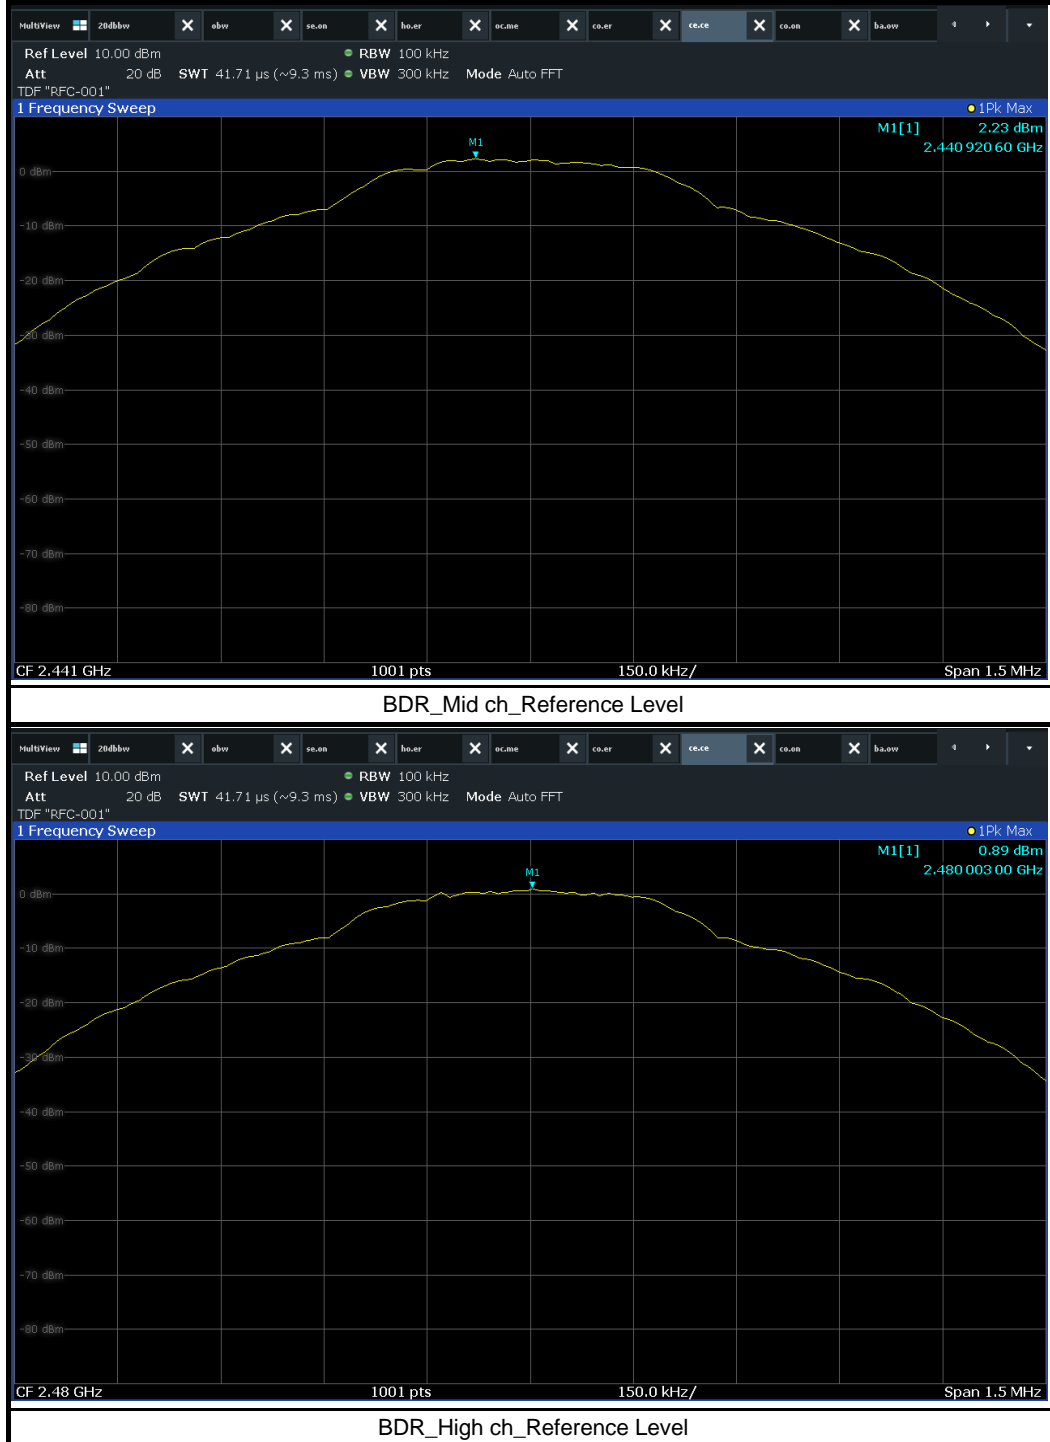 MultiView 20dbbw obw se.on ho.er oc.me co.er ce.ce co.on ba.ow
Ref Level 10.00 dBm RBW 100 kHz
Att 20 dB SWT 41.71 µs (~9.3 ms) VBW 300 kHz Mode Auto FFT
TDF "RFC-001"
1 Frequency Sweep 1Pk Max
M1[1] 2.23 dBm
2.440 920 60 GHz
M1
0 dBm
-10 dBm
-20 dBm
-30 dBm
-40 dBm
-50 dBm
-60 dBm
-70 dBm
-80 dBm
CF 2.441 GHz 1001 pts 150.0 kHz/ Span 1.5 MHz
BDR_Mid ch_Reference Level
MultiView 20dbbw obw se.on ho.er oc.me co.er ce.ce co.on ba.ow
Ref Level 10.00 dBm RBW 100 kHz
Att 20 dB SWT 41.71 µs (~9.3 ms) VBW 300 kHz Mode Auto FFT
TDF "RFC-001"
1 Frequency Sweep 1Pk Max
M1[1] 0.89 dBm
2.480 003 00 GHz
M1
0 dBm
-10 dBm
-20 dBm
-30 dBm
-40 dBm
-50 dBm
-60 dBm
-70 dBm
-80 dBm
CF 2.48 GHz 1001 pts 150.0 kHz/ Span 1.5 MHz
BDR_High ch_Reference Level